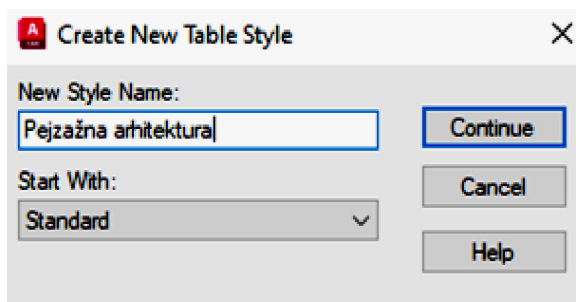 Create New Table Style
New Style Name:
Pejzažna arhitektura
Continue
Start With:
Cancel
Standard
Help